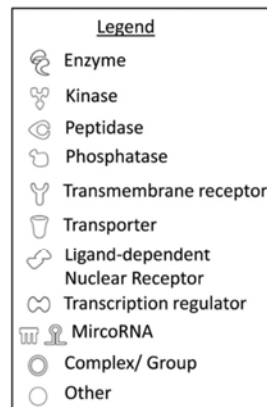 Legend
Enzyme
Kinase
Peptidase
Phosphatase
Transmembrane receptor
Transporter
Ligand-dependent
Nuclear Receptor
Transcription regulator
MircoRNA
Complex/ Group
Other